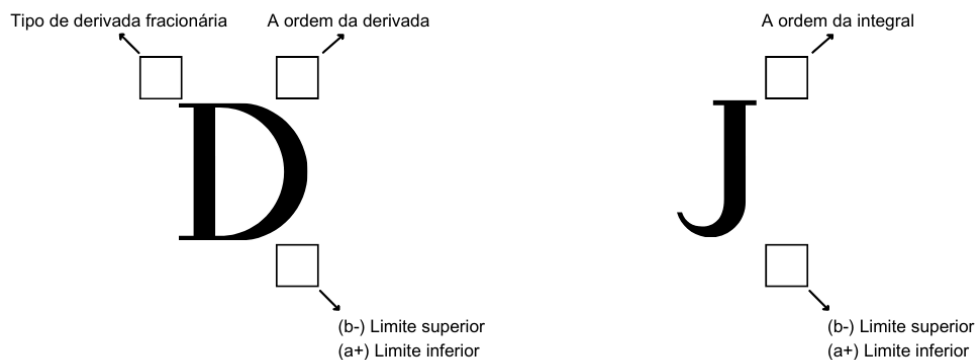 Tipo de derivada fracionária
A ordem da derivada
D
(b-) Limite superior
(a+) Limite inferior
A ordem da integral
J
(b-) Limite superior
(a+) Limite inferior